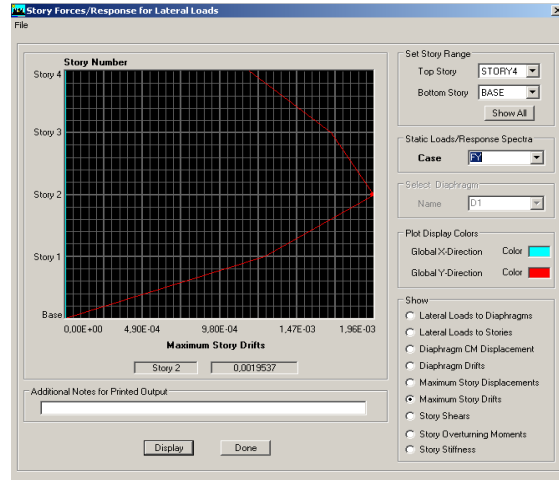 Story Forces/Response for Lateral Loads
File
Story Number
Story 4
Story 3
Story 2
Story 1
Base
0,00E+00 4,90E-04 9,80E-04 1,47E-03 1,96E-03
Maximum Story Drifts
Story 2 0,0019537
Additional Notes for Printed Output
Display Done
Set Story Range
Top Story STORY4
Bottom Story BASE
Show All
Static Loads/Response Spectra
Case FY
Select Diaphragm
Name D1
Plot Display Colors
Global X-Direction Color
Global Y-Direction Color
Show
Lateral Loads to Diaphragms
Lateral Loads to Stories
Diaphragm CM Displacement
Diaphragm Drifts
Maximum Story Displacements
Maximum Story Drifts
Story Shears
Story Overturning Moments
Story Stiffness